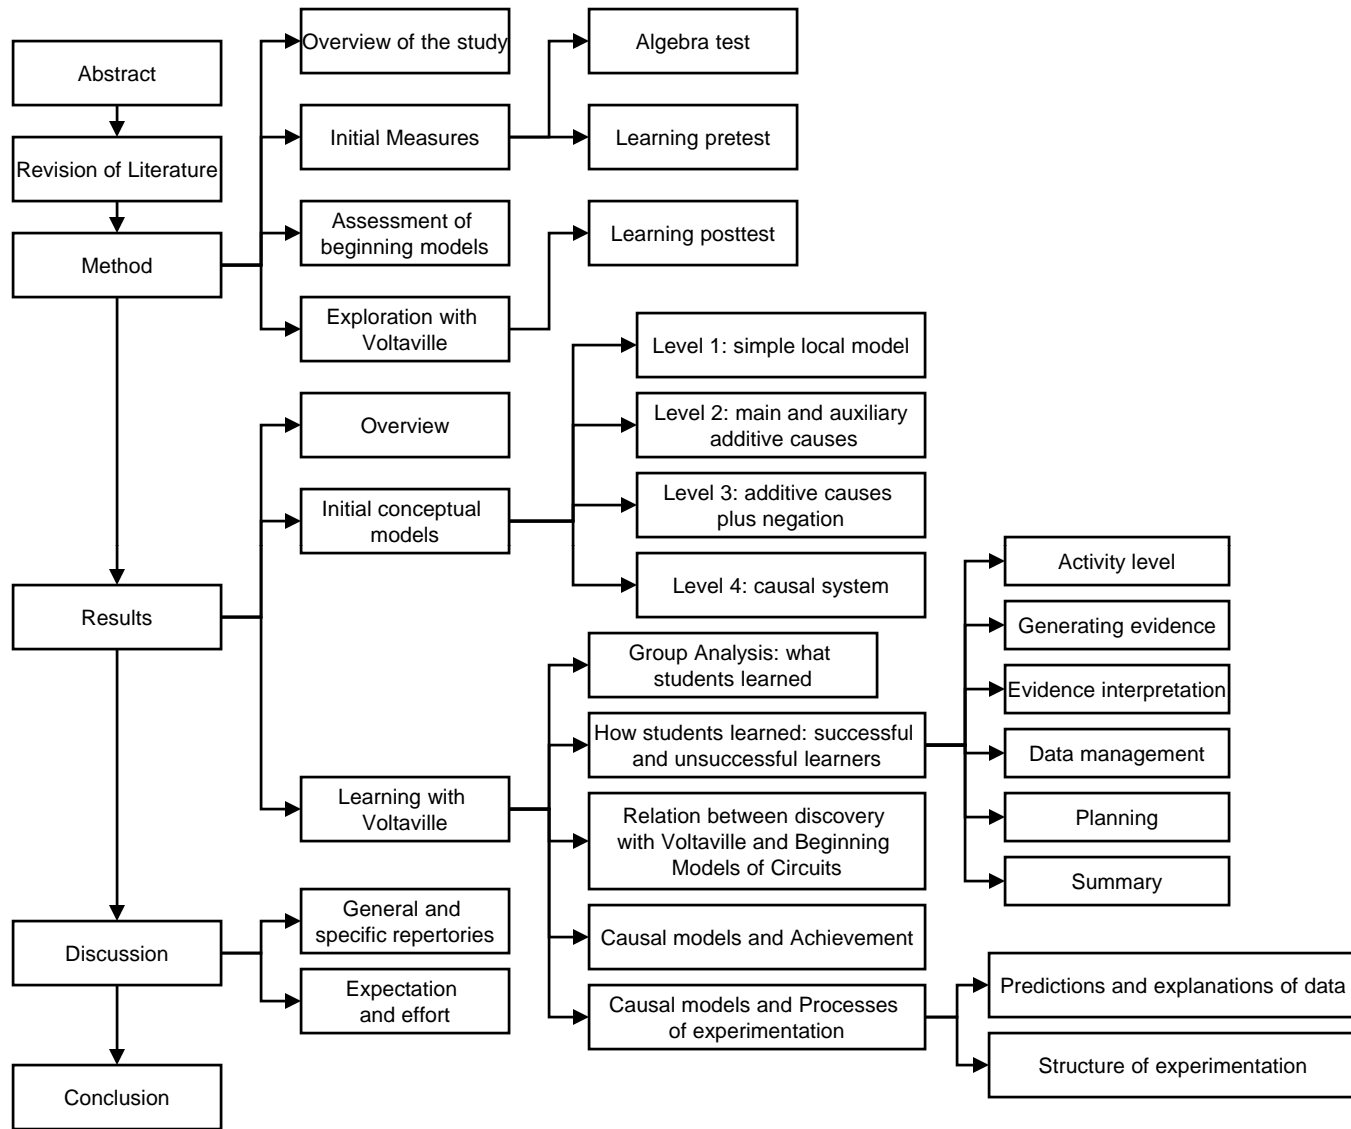 Abstract
Revision of Literature
Method
Overview of the study
Initial Measures
Assessment of
beginning models
Exploration with
Voltaville
Algebra test
Learning pretest
Learning posttest
Results
Overview
Initial conceptual
models
Level 1: simple local model
Level 2: main and auxiliary
additive causes
Level 3: additive causes
plus negation
Level 4: causal system
Learning with
Voltaville
Group Analysis: what
students learned
How students learned: successful
and unsuccessful learners
Relation between discovery
with Voltaville and Beginning
Models of Circuits
Causal models and Achievement
Causal models and Processes
of experimentation
Activity level
Generating evidence
Evidence interpretation
Data management
Planning
Summary
Predictions and explanations of data
Structure of experimentation
Discussion
General and
specific repertories
Expectation
and effort
Conclusion